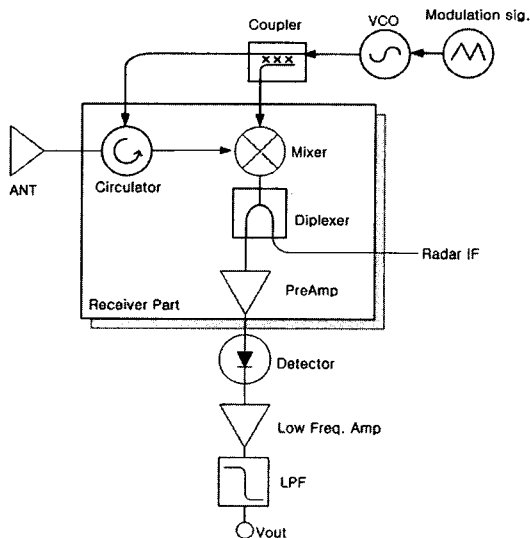 Coupler
VCO
Modulation sig.
ANT
Circulator
Mixer
Diplexer
Radar IF
PreAmp
Receiver Part
Detector
Low Freq. Amp
LPF
Vout